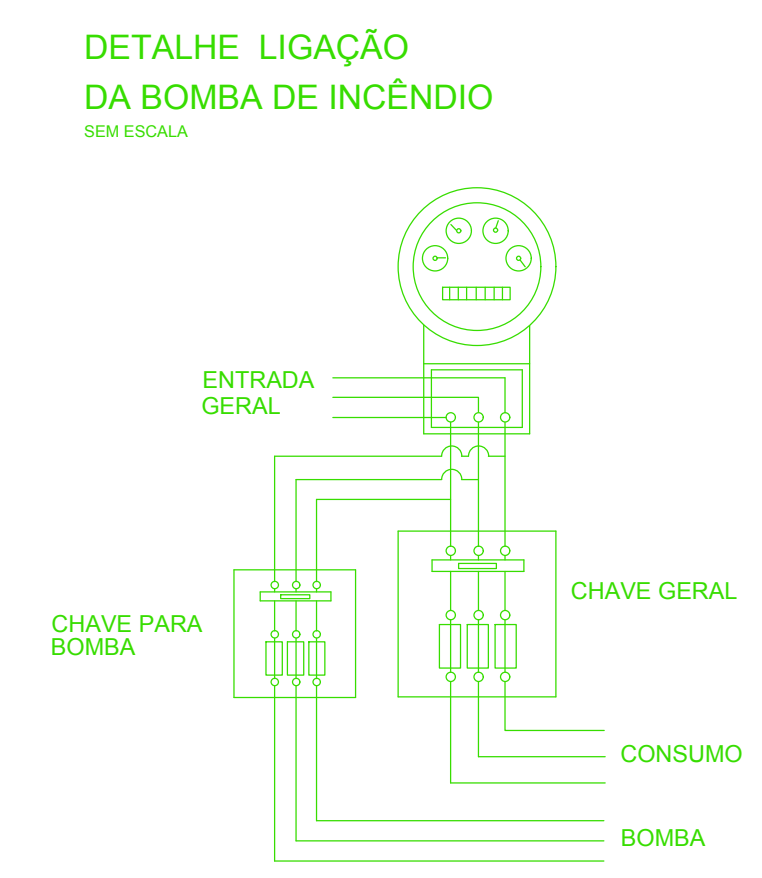 DETALHE LIGAÇÃO
DA BOMBA DE INCÊNDIO
SEM ESCALA
ENTRADA
GERAL
CHAVE GERAL
CHAVE PARA
BOMBA
CONSUMO
BOMBA